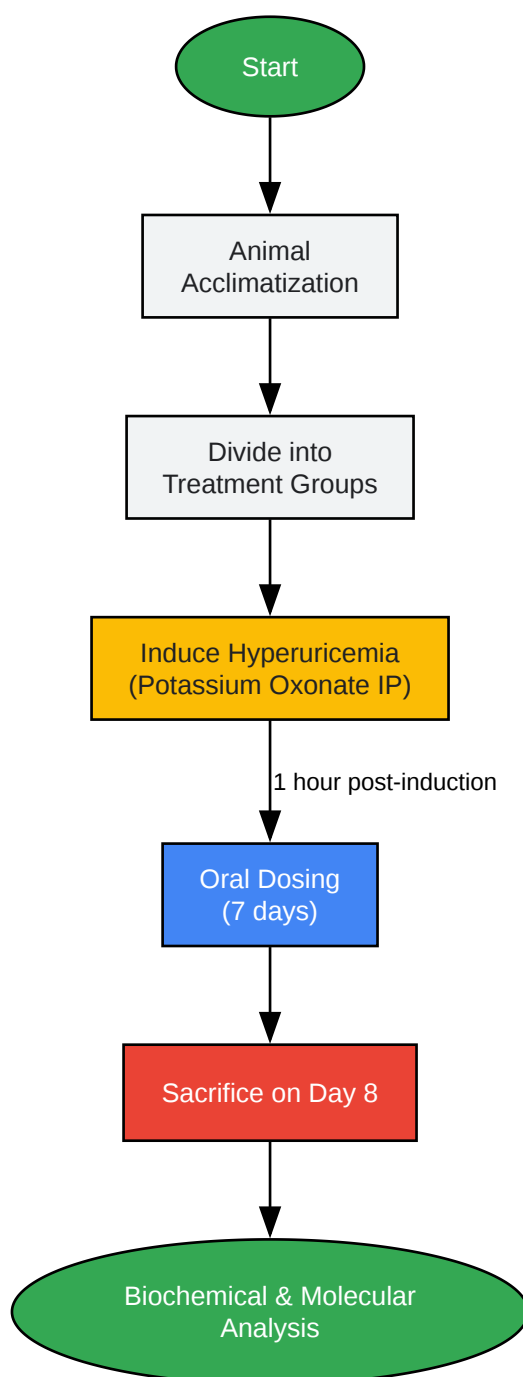 Start
Animal
Acclimatization
Divide into
Treatment Groups
Induce Hyperuricemia
(Potassium Oxonate IP)
1 hour post-induction
Oral Dosing
(7 days)
Sacrifice on Day 8
Biochemical & Molecular
Analysis